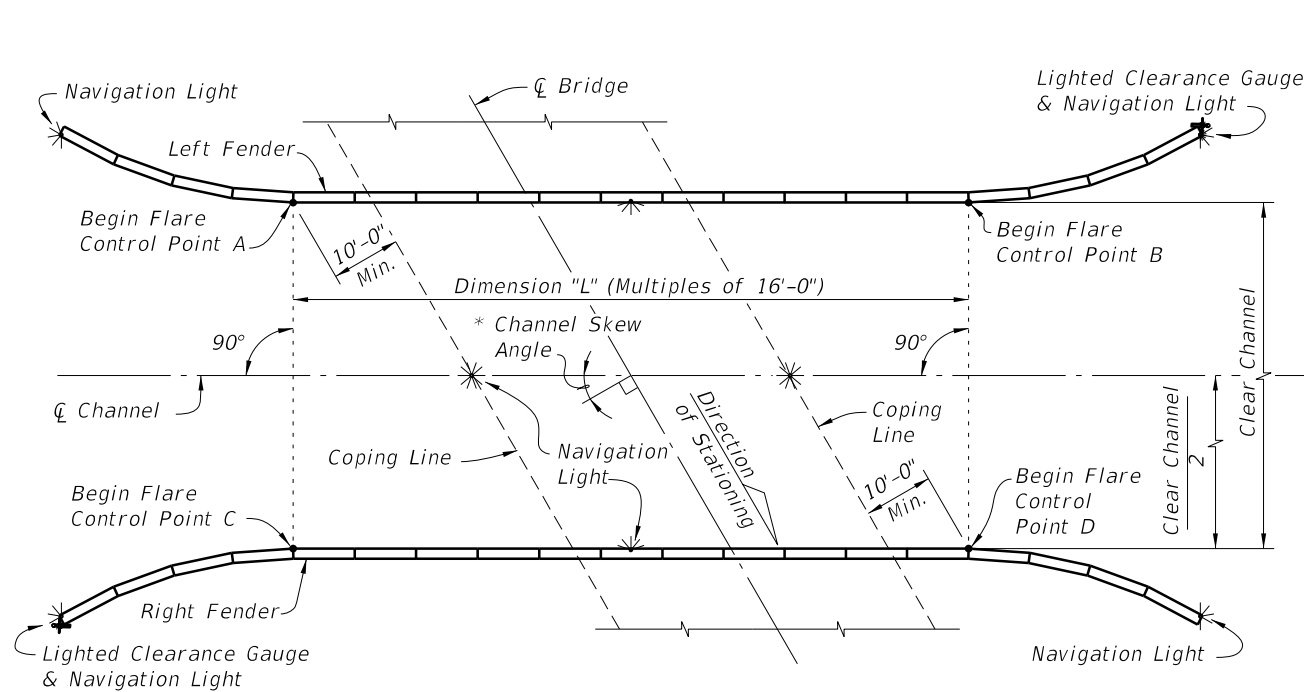 ℄ Bridge
Lighted Clearance Gauge
& Navigation Light
Navigation Light
Left Fender
Begin Flare
Control Point A
Begin Flare
Control Point B
10'-0"
Min.
Dimension "L" (Multiples of 16'-0")
* Channel Skew
Angle
90°
90°
Clear Channel
℄ Channel
Direction
of Stationing
Coping
Line
Clear Channel
2
Coping Line
Navigation
Light
10'-0"
Min.
Begin Flare
Control Point C
Begin Flare
Control
Point D
Right Fender
Lighted Clearance Gauge
& Navigation Light
Navigation Light